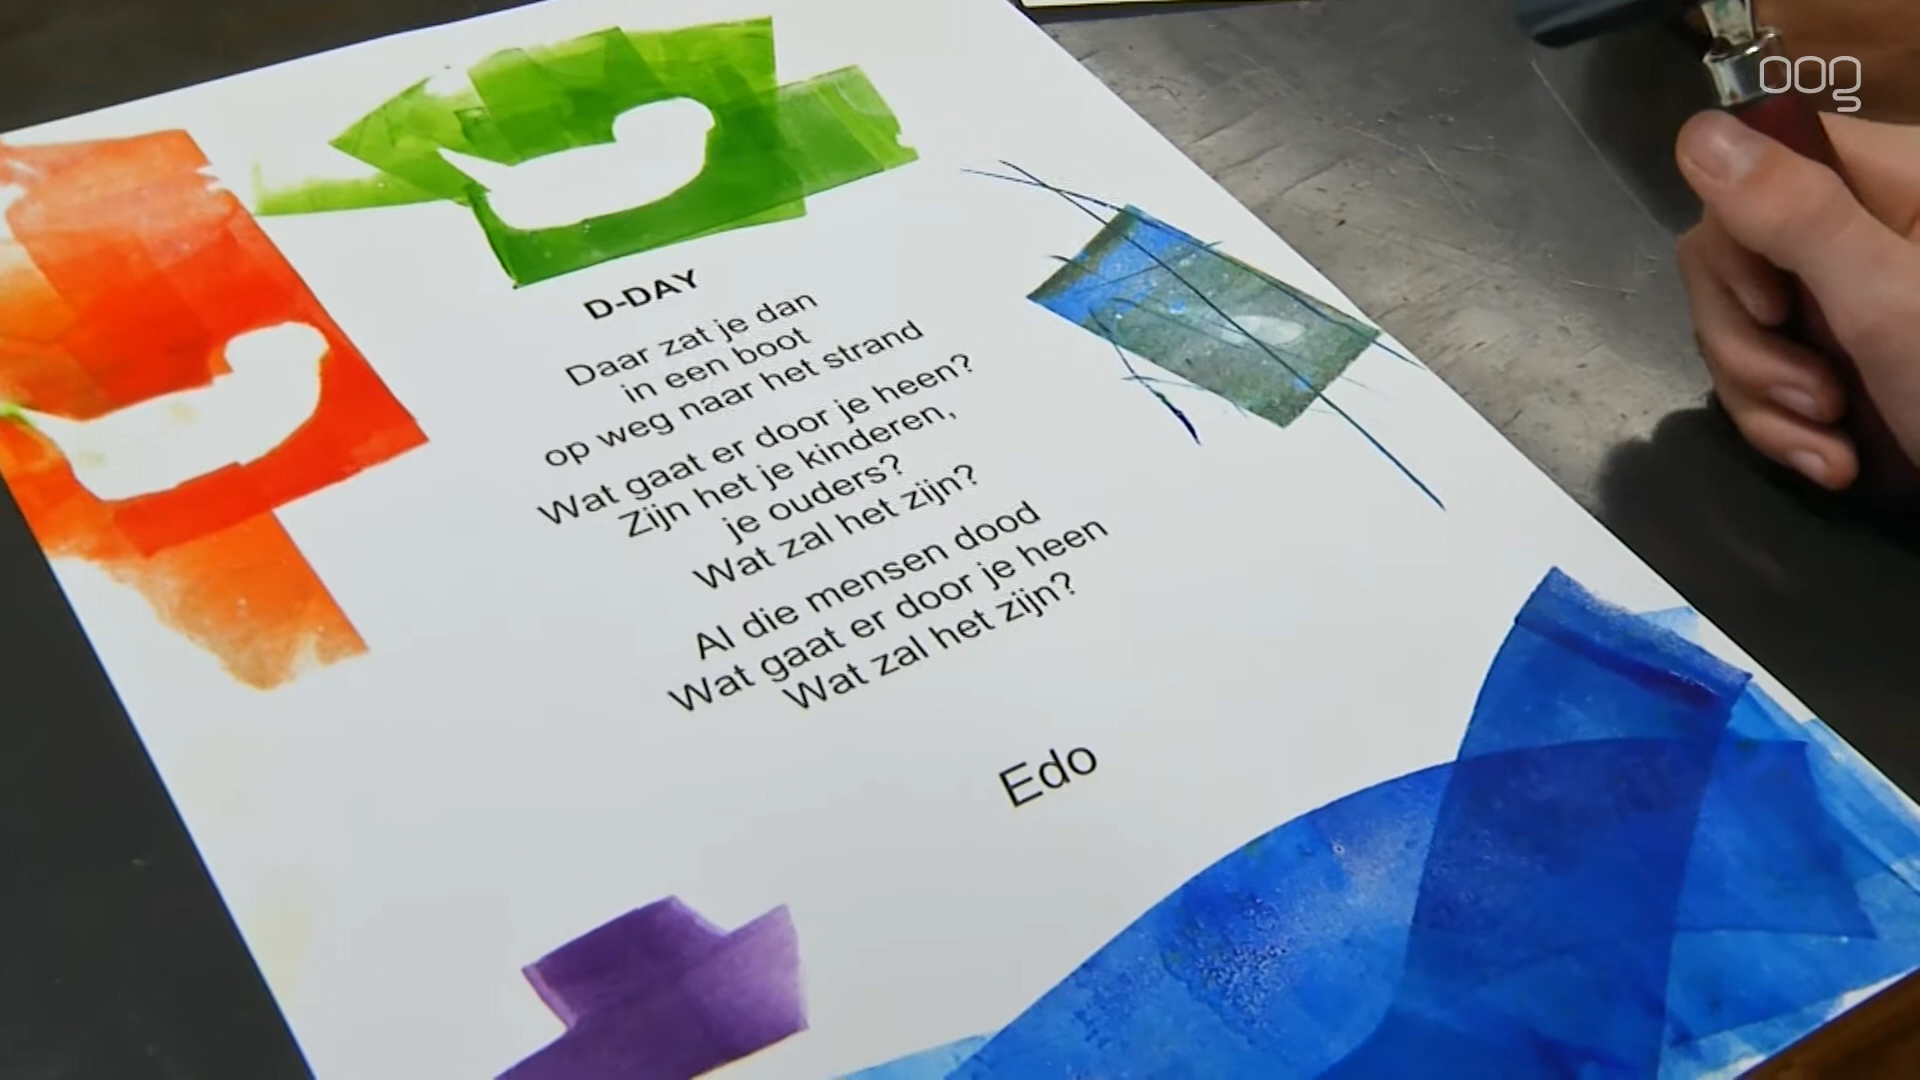 oog
D-DAY
Daar zat je dan
in een boot
op weg naar het strand
Wat gaat er door je heen?
Zijn het je kinderen,
je ouders?
Wat zal het zijn?
Al die mensen dood
Wat gaat er door je heen
Wat zal het zijn?
Edo